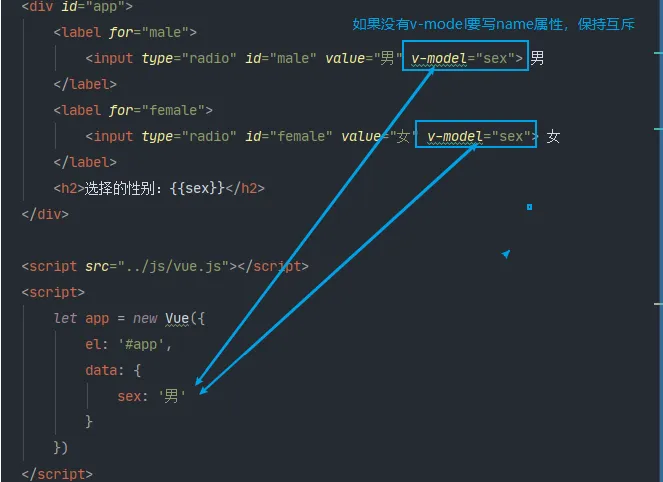 <div id="app">
如果没有v-model要写name属性，保持互斥
<label for="male">
<input type="radio" id="male" value="男" v-model="sex"> 男
</label>
<label for="female">
<input type="radio" id="female" value="女" v-model="sex"> 女
</label>
<h2>选择的性别：{{sex}}</h2>
</div>
<script src="../js/vue.js"></script>
<script>
let app = new Vue({
el: '#app',
data: {
sex: '男'
}
})
</script>